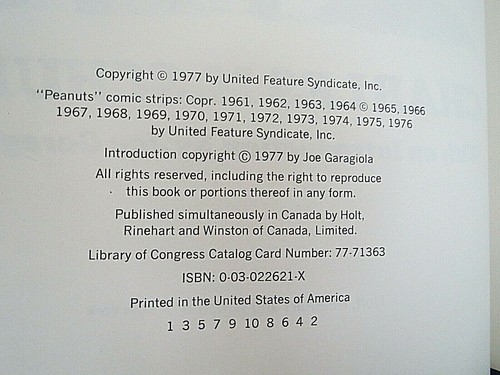 Copyright © 1977 by United Feature Syndicate, Inc.
"Peanuts" comic strips: Copr. 1961, 1962, 1963, 1964 © 1965, 1966
1967, 1968, 1969, 1970, 1971, 1972, 1973, 1974, 1975, 1976
by United Feature Syndicate, Inc.
Introduction copyright © 1977 by Joe Garagiola
All rights reserved, including the right to reproduce
this book or portions thereof in any form.
Published simultaneously in Canada by Holt,
Rinehart and Winston of Canada, Limited.
Library of Congress Catalog Card Number: 77-71363
ISBN: 0-03-022621-X
Printed in the United States of America
1 3 5 7 9 10 8 6 4 2